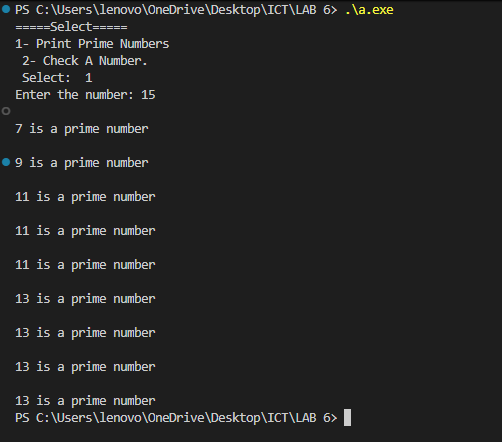 PS C:\Users\lenovo\OneDrive\Desktop\ICT\LAB 6> .\a.exe
=====Select=====
1- Print Prime Numbers
 2- Check A Number.
 Select:  1
Enter the number: 15
7 is a prime number
9 is a prime number
11 is a prime number
11 is a prime number
11 is a prime number
13 is a prime number
13 is a prime number
13 is a prime number
13 is a prime number
PS C:\Users\lenovo\OneDrive\Desktop\ICT\LAB 6>